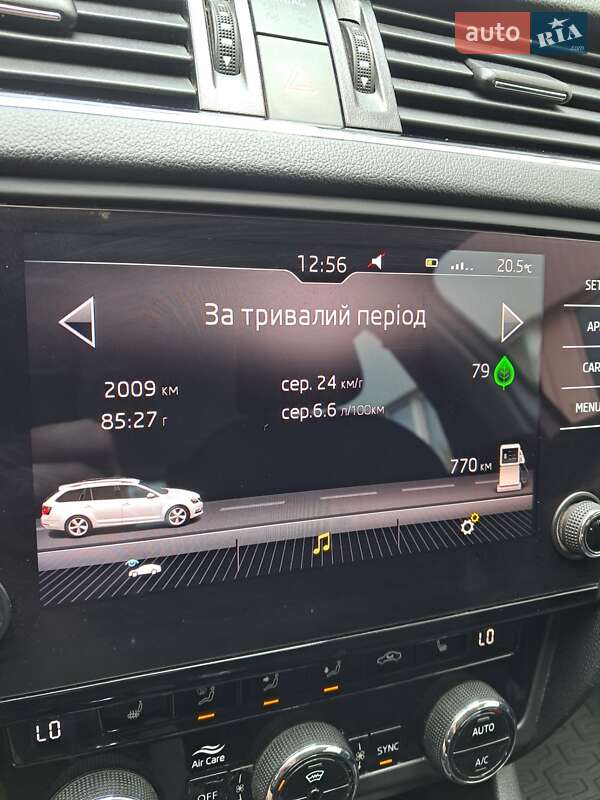 auto RIA.com
12:56
20.5°C
За тривалий період
2009 км
85:27 г
сер. 24 км/г
сер.6.6 л/100км
79
770 км
SET
AP
CAR
MENU
LO
LO
Air Care
SYNC
AUTO
A/C
OFF